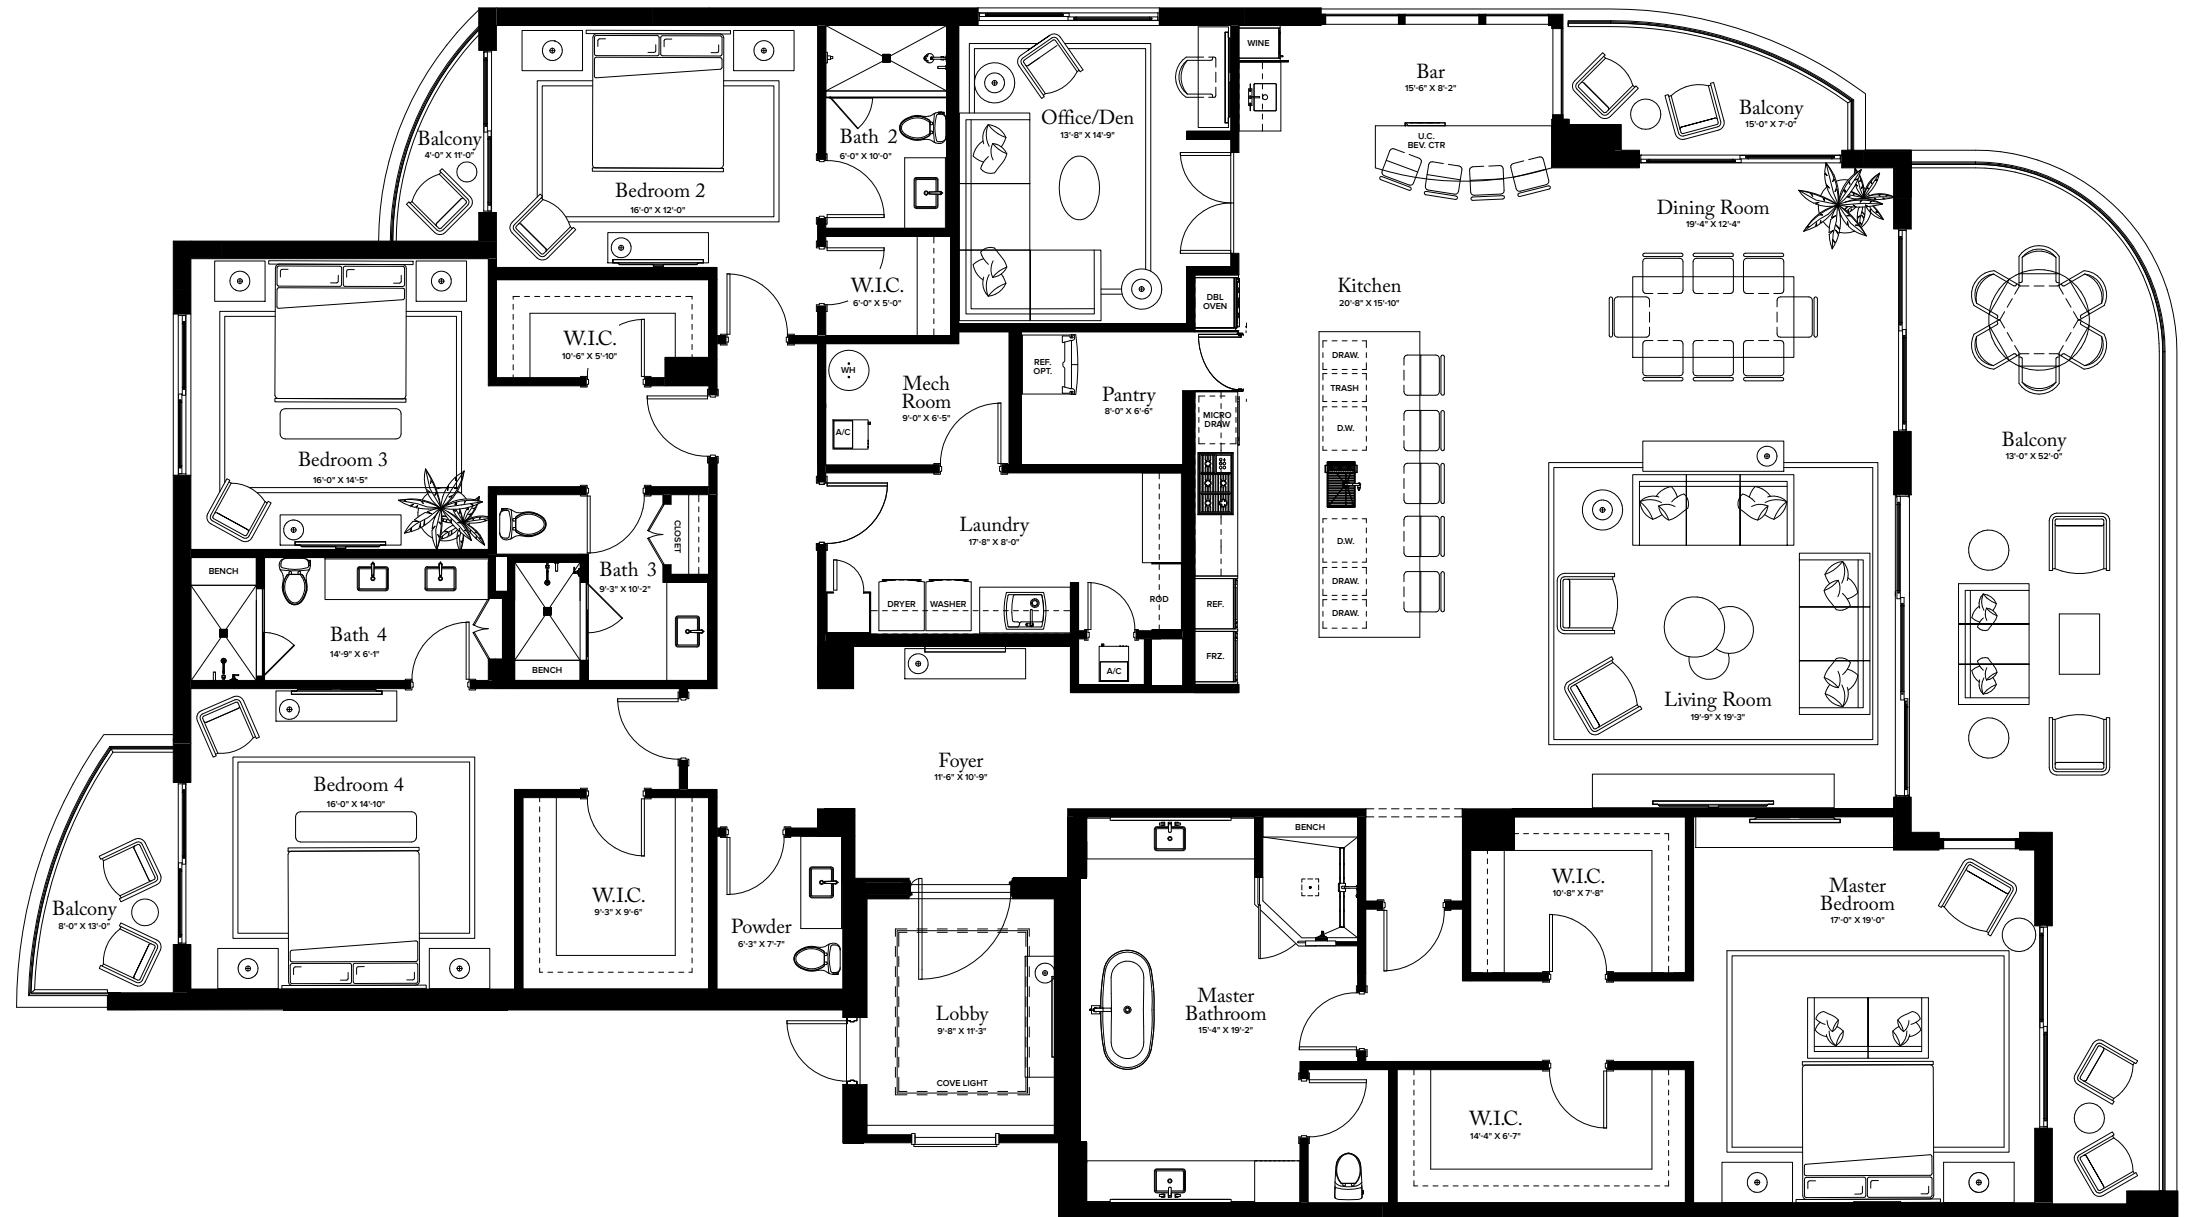 WINE
Bar
15'-6" X 8'-2"
Balcony
15'-0" X 7'-0"
Office/Den
13'-8" X 14'-9"
Balcony
4'-0" X 11'-0"
Bath 2
6'-0" X 10'-0"
U.C.
BEV. CTR
Bedroom 2
16'-0" X 12'-0"
Dining Room
19'-4" X 12'-4"
W.I.C.
6'-0" X 5'-0"
Kitchen
20'-8" X 15'-10"
DBL
OVEN
W.I.C.
10'-6" X 5'-10"
WH
Mech
Room
9'-0" X 6'-5"
REF.
OPT.
Pantry
8'-0" X 6'-6"
DRAW.
TRASH
D.W.
MICRO
DRAW
A/C
Balcony
13'-0" X 52'-0"
Bedroom 3
16'-0" X 14'-5"
Laundry
17'-8" X 8'-0"
CLOSET
D.W.
DRAW.
DRAW.
BENCH
Bath 3
9'-3" X 10'-2"
DRYER
WASHER
ROD
REF.
FRZ.
Bath 4
14'-9" X 6'-1"
BENCH
A/C
Living Room
19'-9" X 19'-3"
Foyer
11'-6" X 10'-9"
Bedroom 4
16'-0" X 14'-10"
BENCH
W.I.C.
10'-8" X 7'-8"
Master
Bedroom
17'-0" X 19'-0"
W.I.C.
9'-3" X 9'-6"
Balcony
8'-0" X 13'-0"
Powder
6'-3" X 7'-7"
Lobby
9'-8" X 11'-3"
COVE LIGHT
Master
Bathroom
15'-4" X 19'-2"
W.I.C.
14'-4" X 6'-7"